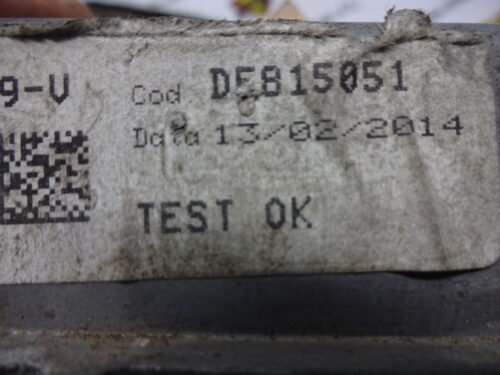 9-V
Cod DE815051
Data 13/02/2014
TEST OK